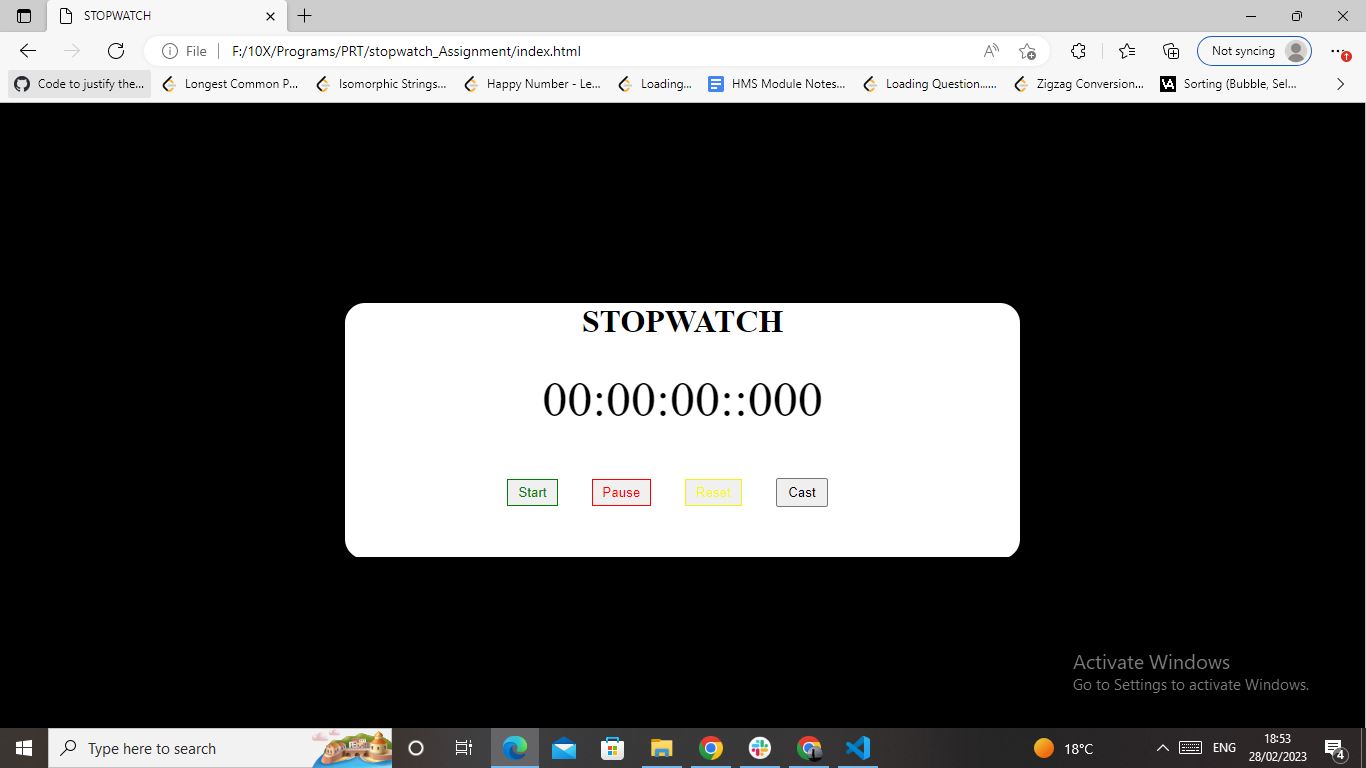 STOPWATCH
File F:/10X/Programs/PRT/stopwatch_Assignment/index.html Not syncing
Code to justify the... Longest Common P... Isomorphic Strings... Happy Number - Le... Loading... HMS Module Notes... Loading Question...... Zigzag Conversion... VA Sorting (Bubble, Sel...
STOPWATCH
00:00:00::000
Start Pause Reset Cast
Activate Windows
Go to Settings to activate Windows.
Type here to search 18°C ENG 18:53
28/02/2023 4